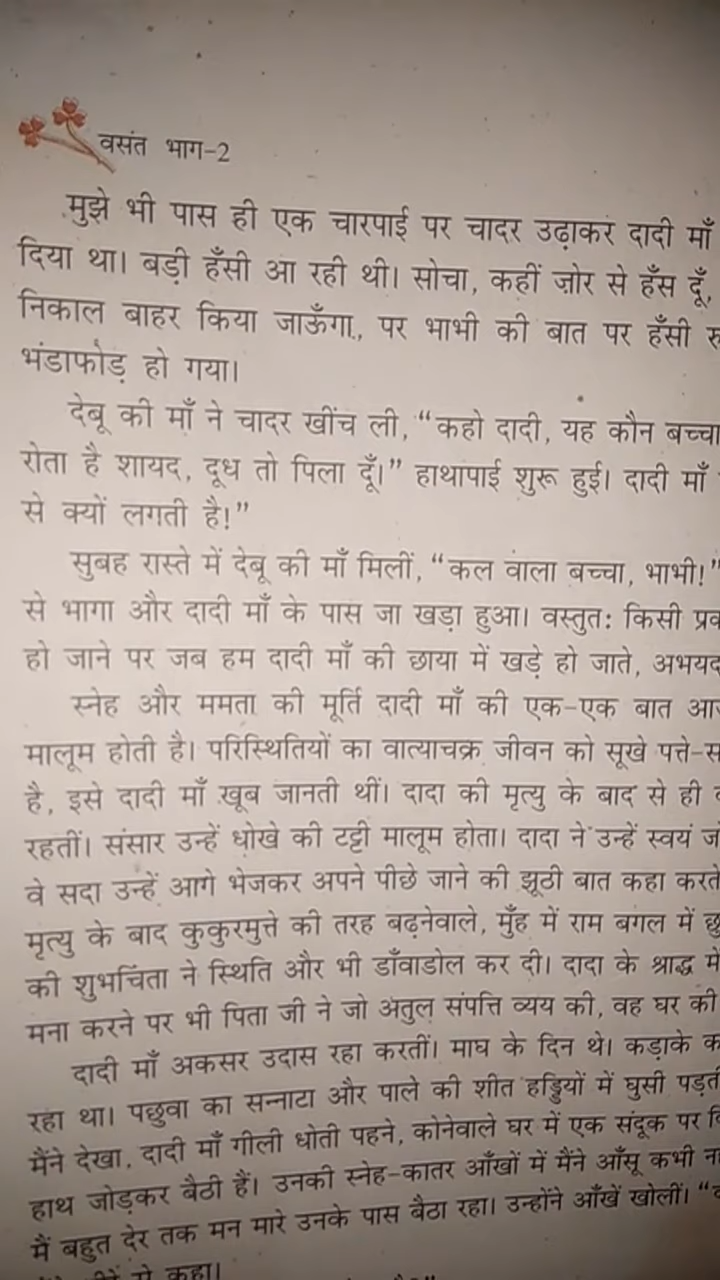 वसंत भाग-2
मुझे भी पास ही एक चारपाई पर चादर उढ़ाकर दादी माँ
दिया था। बड़ी हँसी आ रही थी। सोचा, कहीं ज़ोर से हँस दूँ,
निकाल बाहर किया जाऊँगा, पर भाभी की बात पर हँसी
भंडाफोड़ हो गया।
देबू की माँ ने चादर खींच ली, “कहो दादी, यह कौन बच्चा
रोता है शायद, दूध तो पिला दूँ।” हाथापाई शुरू हुई। दादी माँ
से क्यों लगती है!”
सुबह रास्ते में देबू की माँ मिलीं, “कल वाला बच्चा, भाभी!”
से भागा और दादी माँ के पास जा खड़ा हुआ। वस्तुत: किसी
हो जाने पर जब हम दादी माँ की छाया में खड़े हो जाते,
स्नेह और ममता की मूर्ति दादी माँ की एक-एक बात
मालूम होती है। परिस्थितियों का वात्याचक्र जीवन को सूखे
है, इसे दादी माँ ख़ूब जानती थीं। दादा की मृत्यु के बाद से ही
रहतीं। संसार उन्हें धोखे की टट्टी मालूम होता। दादा ने उन्हें स्वयं
वे सदा उन्हें आगे भेजकर अपने पीछे जाने की झूठी बात कहा करते
मृत्यु के बाद कुकुरमुत्ते की तरह बढ़नेवाले, मुँह में राम बगल में
की शुभचिंता ने स्थिति और भी डाँवाडोल कर दी। दादा के श्राद्ध में
मना करने पर भी पिता जी ने जो अतुल संपत्ति व्यय की, वह घर की
दादी माँ अकसर उदास रहा करतीं। माघ के दिन थे। कड़ाके
रहा था। पछुवा का सन्नाटा और पाले की शीत हड्डियों में घुसी
मैंने देखा, दादी माँ गीली धोती पहने, कोनेवाले घर में एक संदूक पर
हाथ जोड़कर बैठी हैं। उनकी स्नेह-कातर आँखों में मैंने आँसू कभी
मैं बहुत देर तक मन मारे उनके पास बैठा रहा। उन्होंने आँखें खोलीं।
कहा।